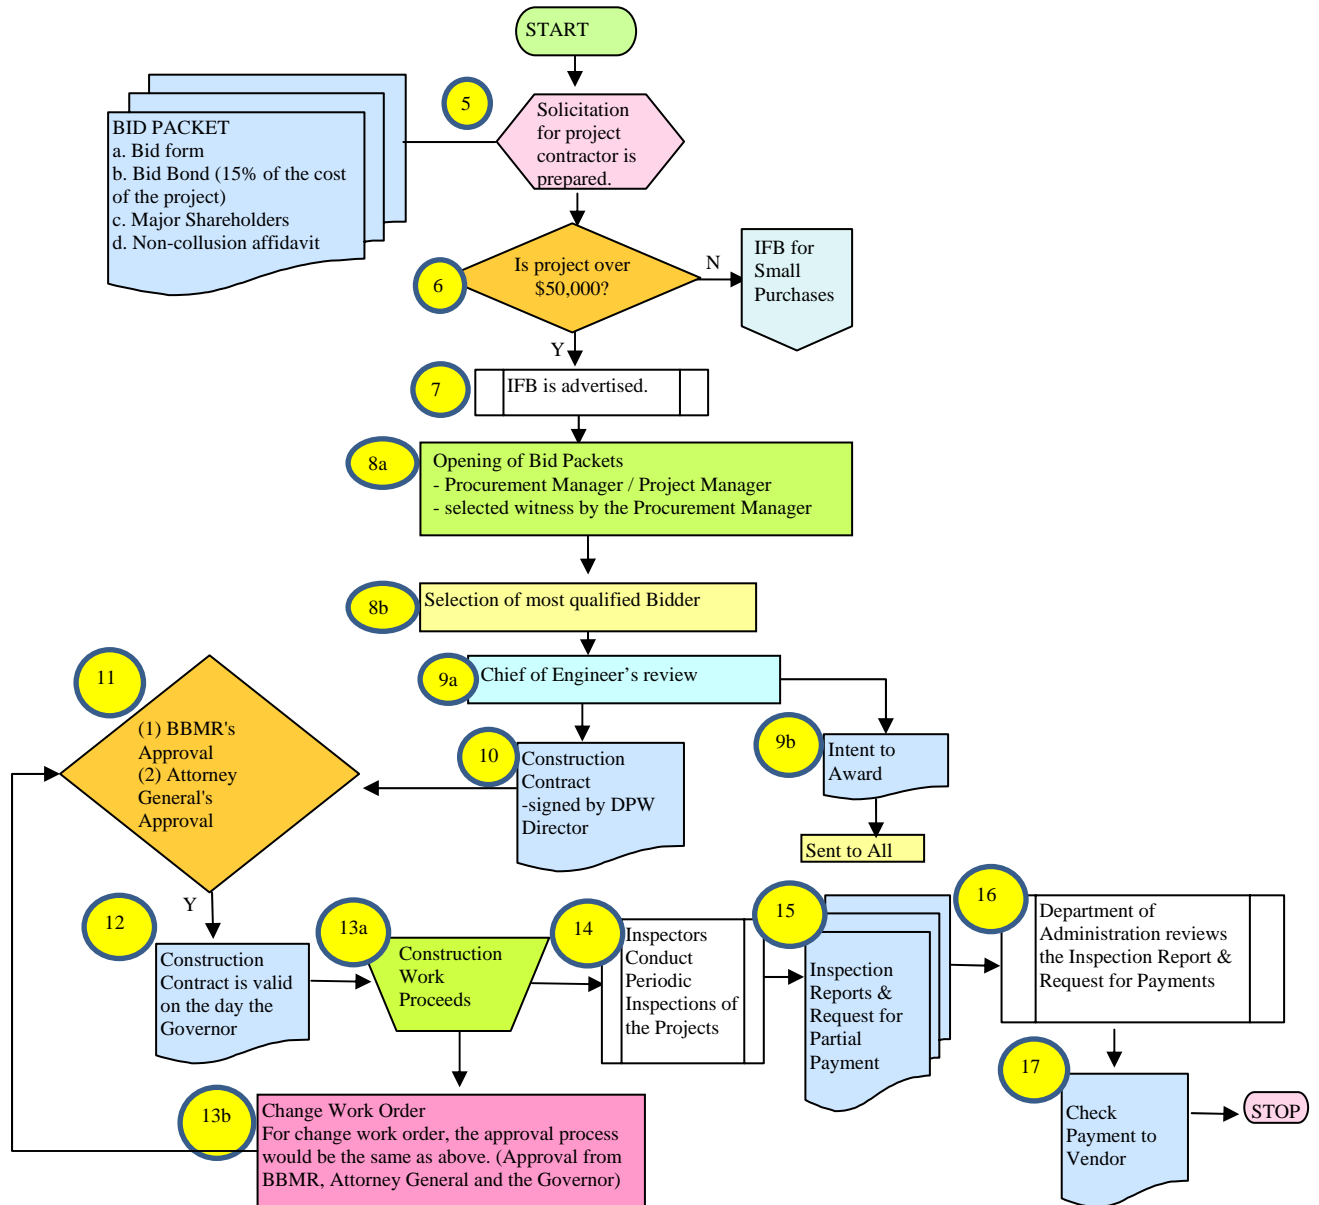 START
5
Solicitation
for project
contractor is
prepared.
BID PACKET
a. Bid form
b. Bid Bond (15% of the cost
of the project)
c. Major Shareholders
d. Non-collusion affidavit
6
Is project over
$50,000?
N
IFB for
Small
Purchases
Y
7
IFB is advertised.
8a
Opening of Bid Packets
- Procurement Manager / Project Manager
- selected witness by the Procurement Manager
8b
Selection of most qualified Bidder
9a
Chief of Engineer's review
9b
Intent to
Award
Sent to All
10
Construction
Contract
-signed by DPW
Director
11
(1) BBMR's
Approval
(2) Attorney
General's
Approval
Y
12
Construction
Contract is valid
on the day the
Governor
13a
Construction
Work
Proceeds
13b
Change Work Order
For change work order, the approval process
would be the same as above. (Approval from
BBMR, Attorney General and the Governor)
14
Inspectors
Conduct
Periodic
Inspections of
the Projects
15
Inspection
Reports &
Request for
Partial
Payment
16
Department of
Administration reviews
the Inspection Report &
Request for Payments
17
Check
Payment to
Vendor
STOP